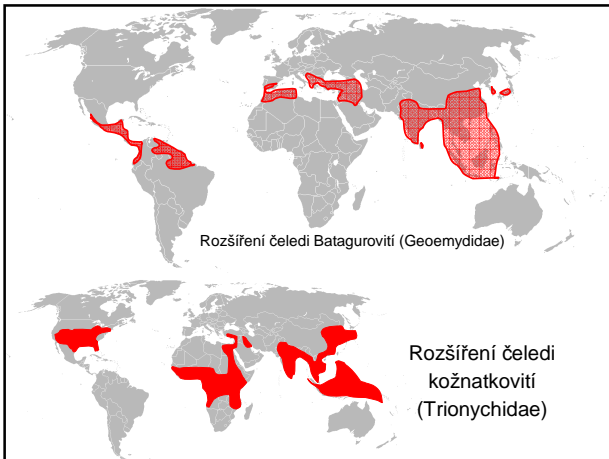 Rozšíření čeledi Batagurovití (Geoemydidae)
Rozšíření čeledi
kožnatkovití
(Trionychidae)